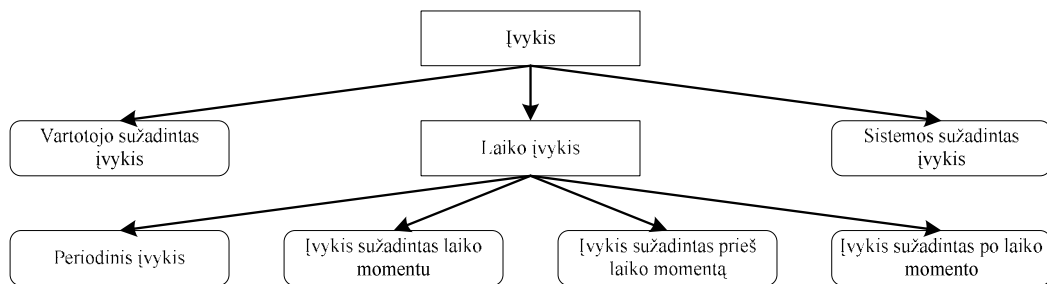 Įvykis
Vartotojo sužadintas
įvykis
Laiko įvykis
Sistemos sužadintas
įvykis
Periodinis įvykis
Įvykis sužadintas laiko
momentu
Įvykis sužadintas prieš
laiko momentą
Įvykis sužadintas po laiko
momento